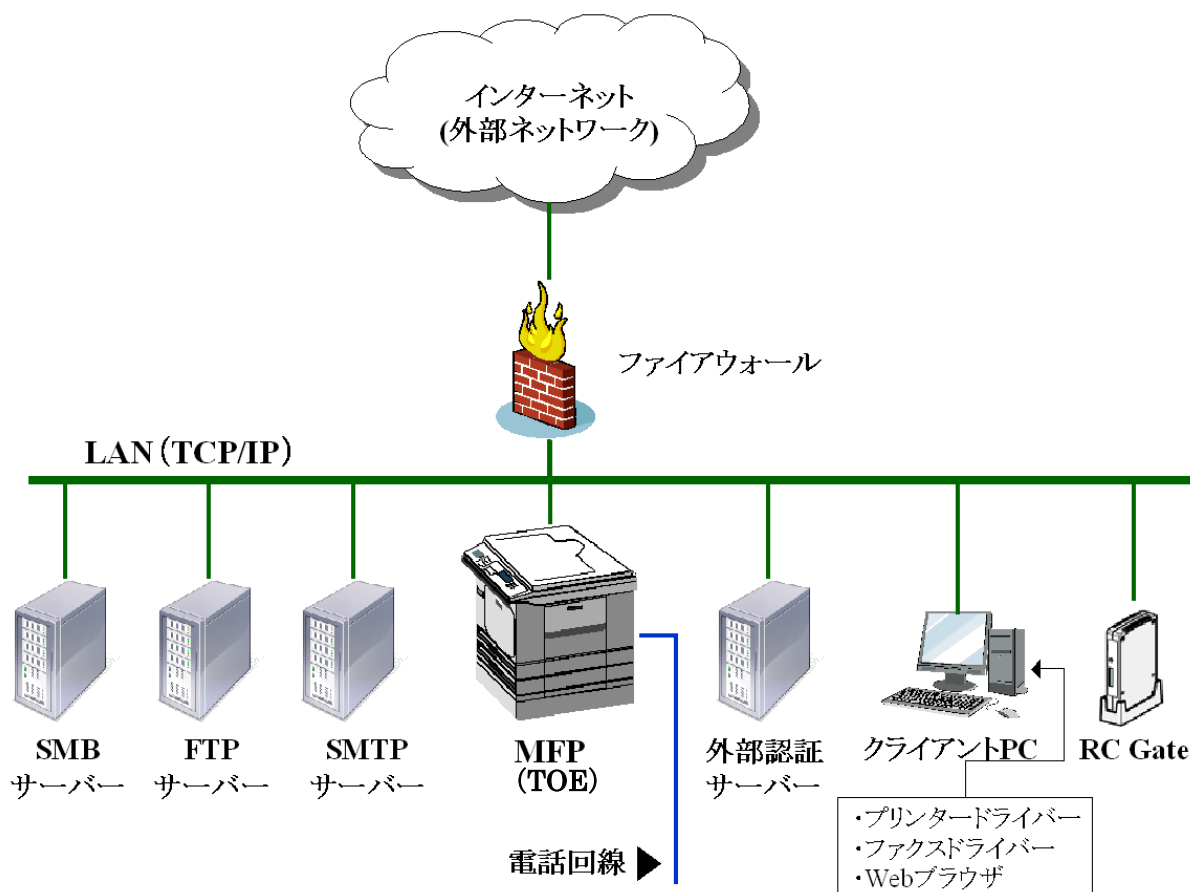 インターネット
(外部ネットワーク)
ファイアウォール
LAN（TCP/IP）
SMB
サーバー
FTP
サーバー
SMTP
サーバー
MFP
(TOE)
外部認証
サーバー
クライアントPC
RC Gate
・プリンタードライバー
・ファクスドライバー
・Webブラウザ
電話回線